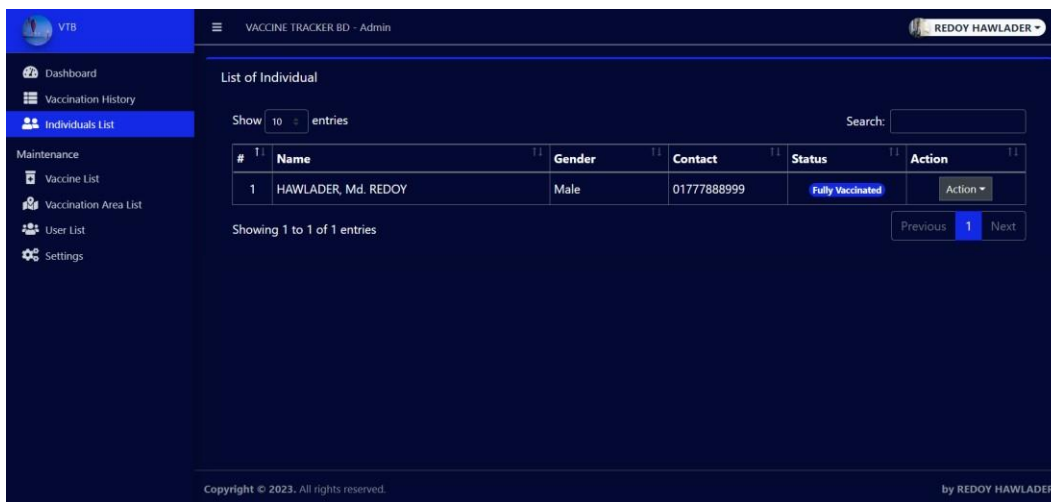 VTB
VACCINE TRACKER BD - Admin
REDOY HAWLADER
Dashboard
Vaccination History
Individuals List
Maintenance
Vaccine List
Vaccination Area List
User List
Settings
List of Individual
Show 10 entries
Search:
# Name Gender Contact Status Action
1 HAWLADER, Md. REDOY Male 01777888999 Fully Vaccinated Action
Showing 1 to 1 of 1 entries
Previous 1 Next
Copyright © 2023. All rights reserved.
by REDOY HAWLADER